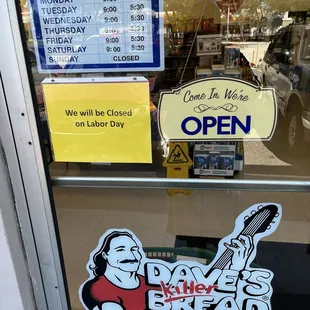 MONDAY
TUESDAY 9:00 5:30
WEDNESDAY 9:00 5:30
THURSDAY 9:00 5:30
FRIDAY 9:00 5:30
SATURDAY 9:00 5:30
SUNDAY CLOSED
We will be Closed
on Labor Day
Come In We're
OPEN
DAVE'S
killer
BREAD